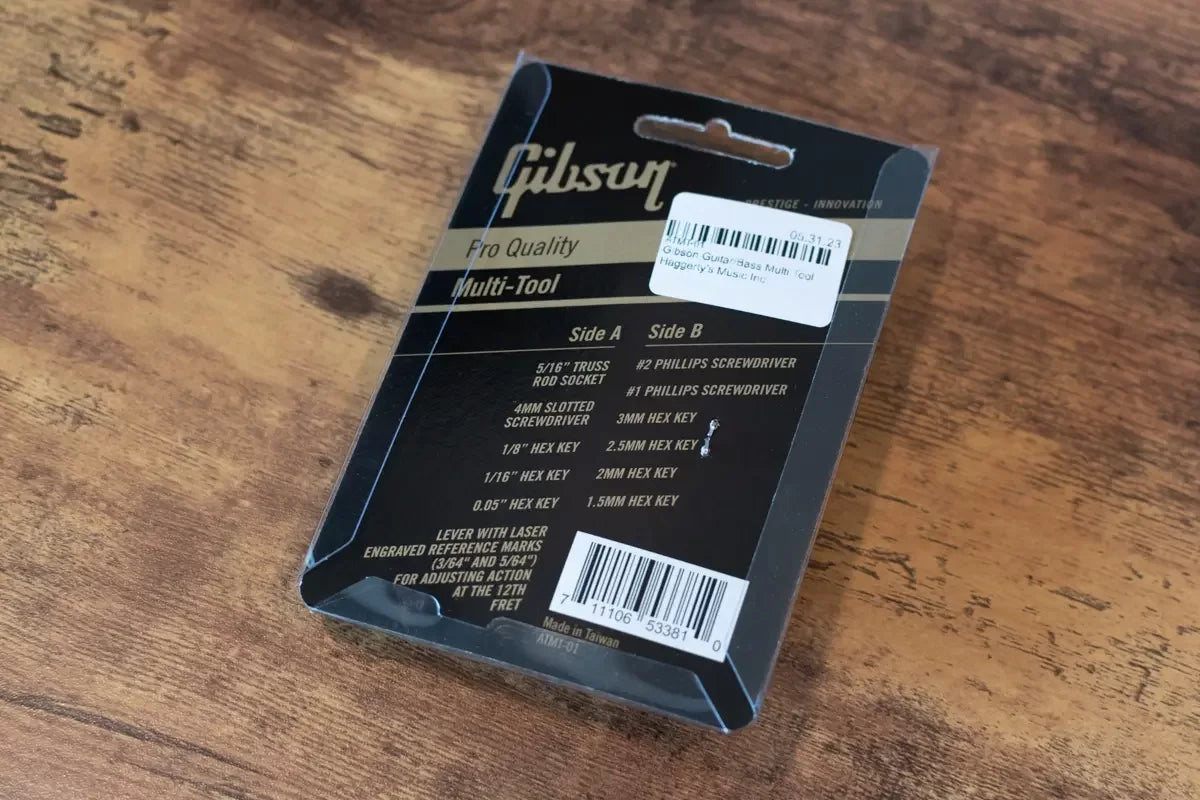 Gibson
PRESTIGE - INNOVATION
05.31.23
ATMT-01
Gibson Guitar/Bass Multi Tool
Haggerty's Music Inc
Pro Quality
Multi-Tool
Side A
5/16" TRUSS
ROD SOCKET
4MM SLOTTED
SCREWDRIVER
1/8" HEX KEY
1/16" HEX KEY
0.05" HEX KEY
LEVER WITH LASER
ENGRAVED REFERENCE MARKS
(3/64" AND 5/64")
FOR ADJUSTING ACTION
AT THE 12TH
FRET
Side B
#2 PHILLIPS SCREWDRIVER
#1 PHILLIPS SCREWDRIVER
3MM HEX KEY
2.5MM HEX KEY
2MM HEX KEY
1.5MM HEX KEY
7 11106 53381 0
Made in Taiwan
ATMT-01